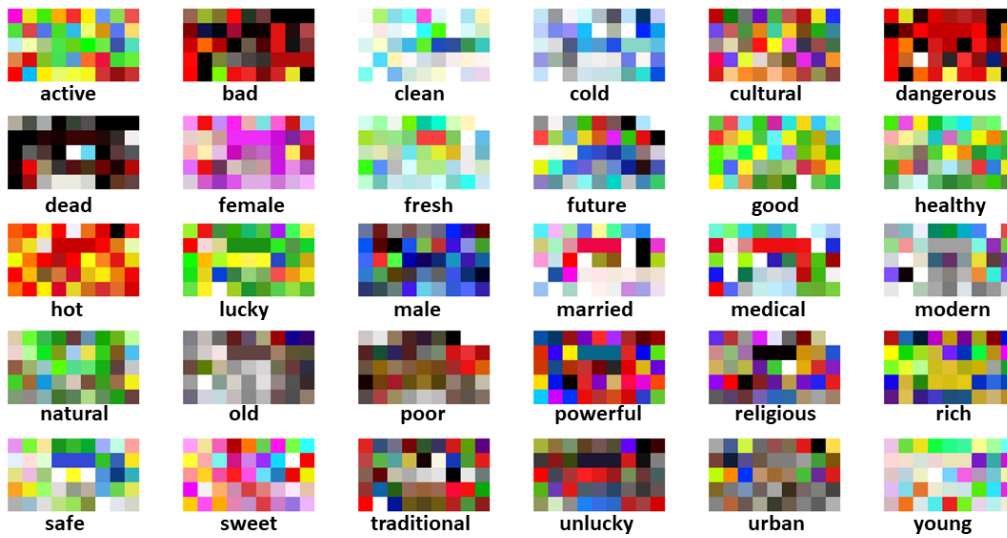 active bad clean cold cultural dangerous
dead female fresh future good healthy
hot lucky male married medical modern
natural old poor powerful religious rich
safe sweet traditional unlucky urban young